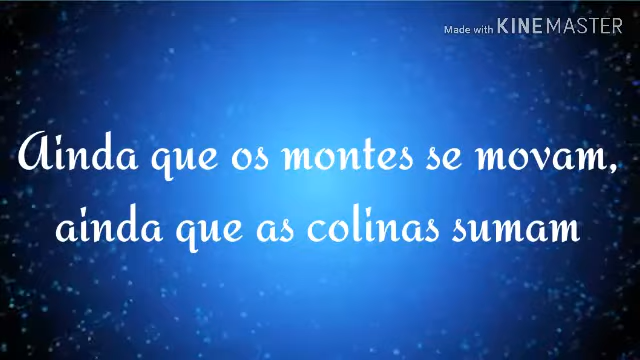 Made with KINEMASTER
Ainda que os montes se movam,
ainda que as colinas sumam